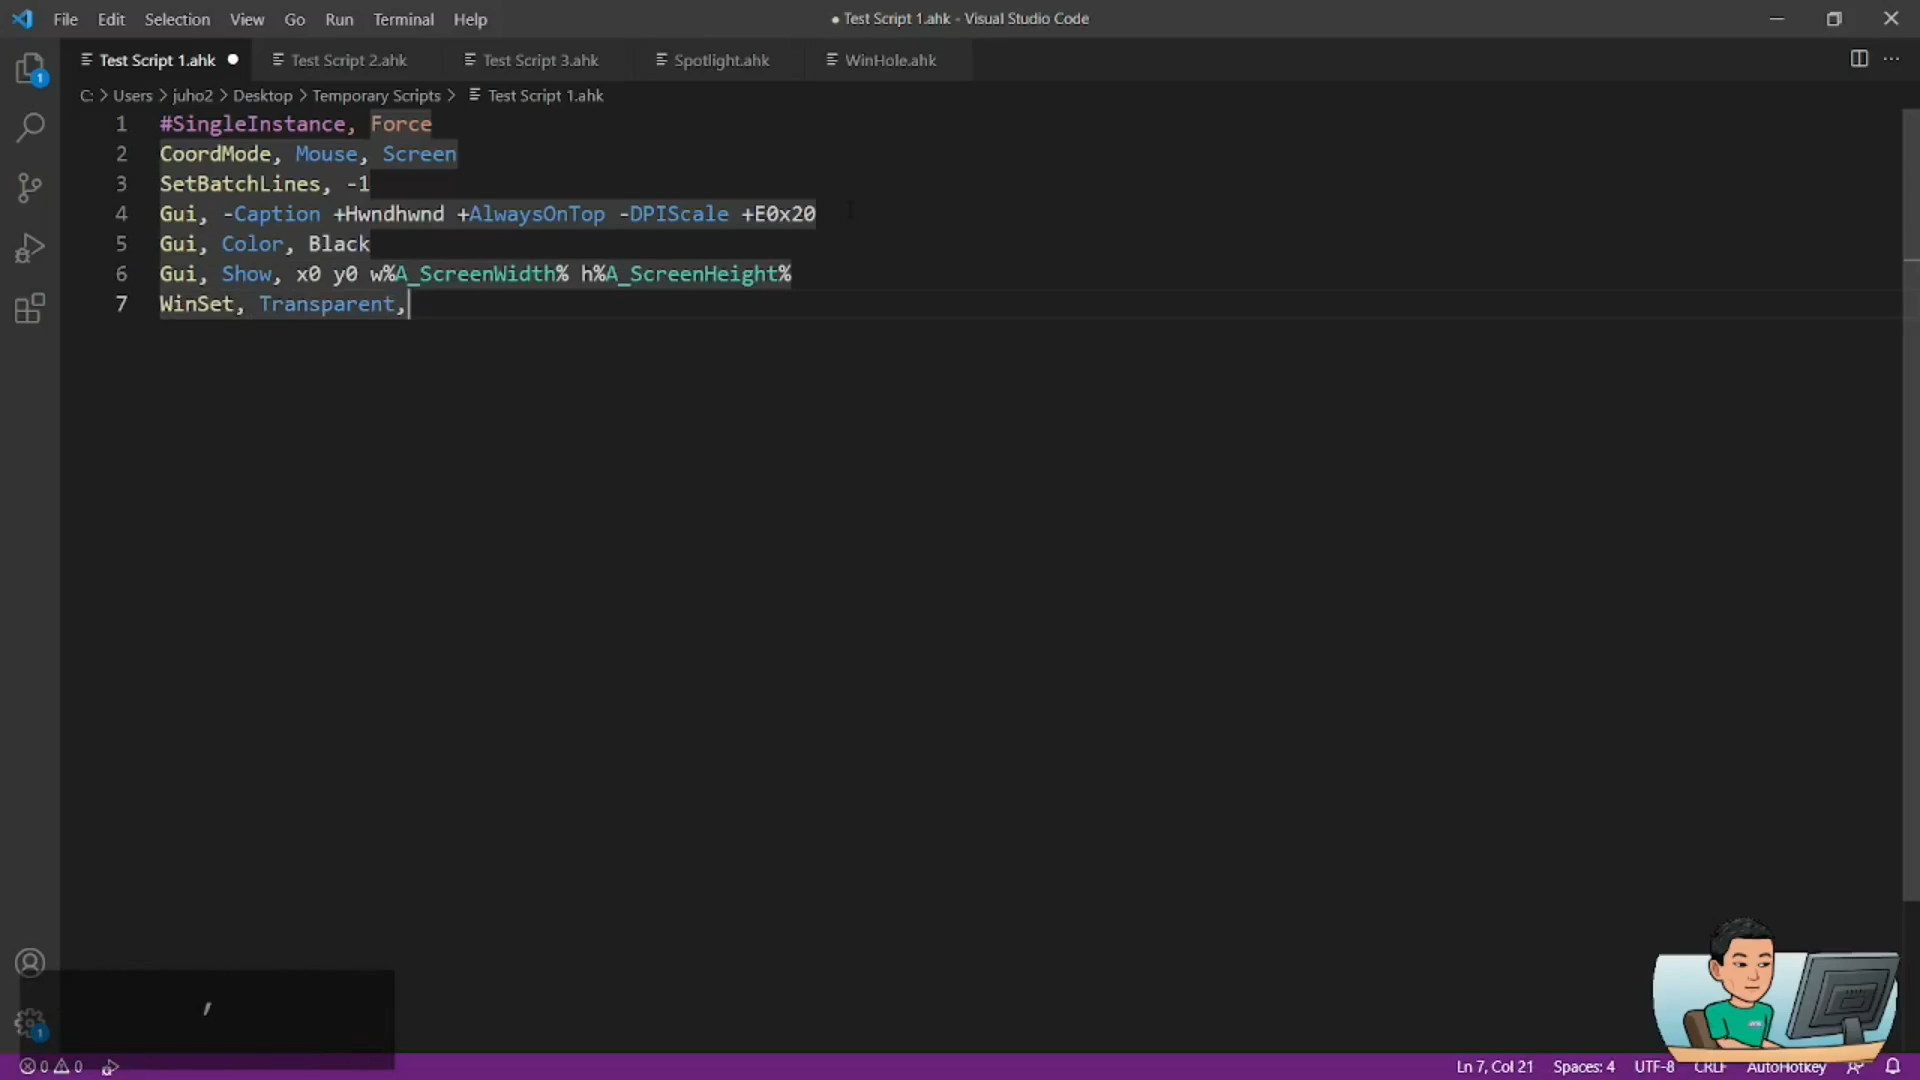 File Edit Selection View Go Run Terminal Help
● Test Script 1.ahk - Visual Studio Code
Test Script 1.ahk ● Test Script 2.ahk Test Script 3.ahk Spotlight.ahk WinHole.ahk
C: > Users > juho2 > Desktop > Temporary Scripts > Test Script 1.ahk
1 #SingleInstance, Force
2 CoordMode, Mouse, Screen
3 SetBatchLines, -1
4 Gui, -Caption +Hwndhwnd +AlwaysOnTop -DPIScale +E0x20
5 Gui, Color, Black
6 Gui, Show, x0 y0 w%A_ScreenWidth% h%A_ScreenHeight%
7 WinSet, Transparent,
1
,
1
0 0 Ln 7, Col 21 Spaces: 4 UTF-8 CRLF AutoHotkey